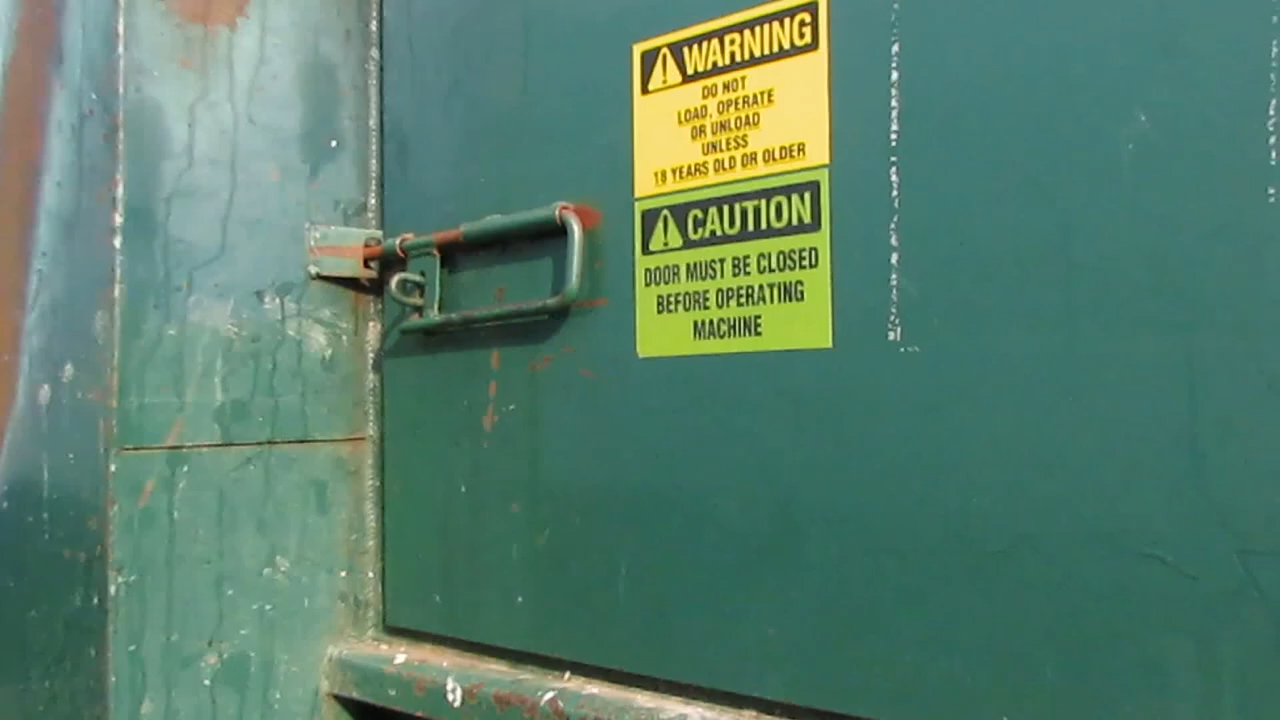 WARNING
DO NOT
LOAD, OPERATE
OR UNLOAD
UNLESS
18 YEARS OLD OR OLDER
CAUTION
DOOR MUST BE CLOSED
BEFORE OPERATING
MACHINE